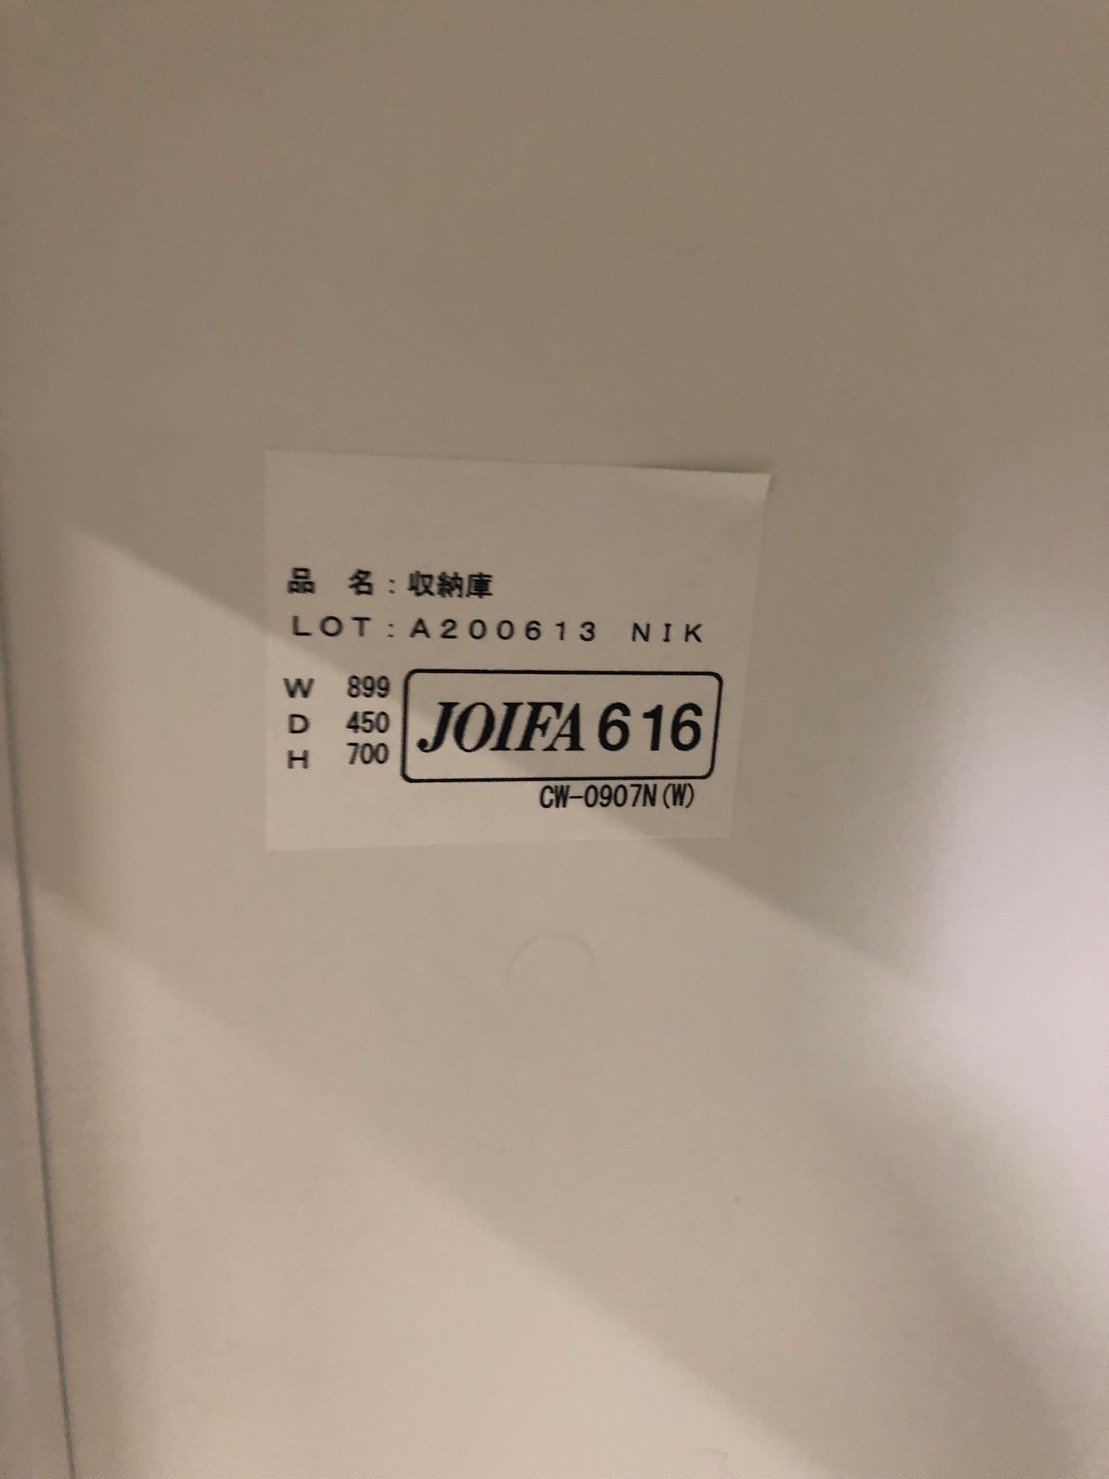 品　名：収納庫
LOT：A200613 NIK
W 899
D 450
H 700
JOIFA 616
CW-0907N(W)